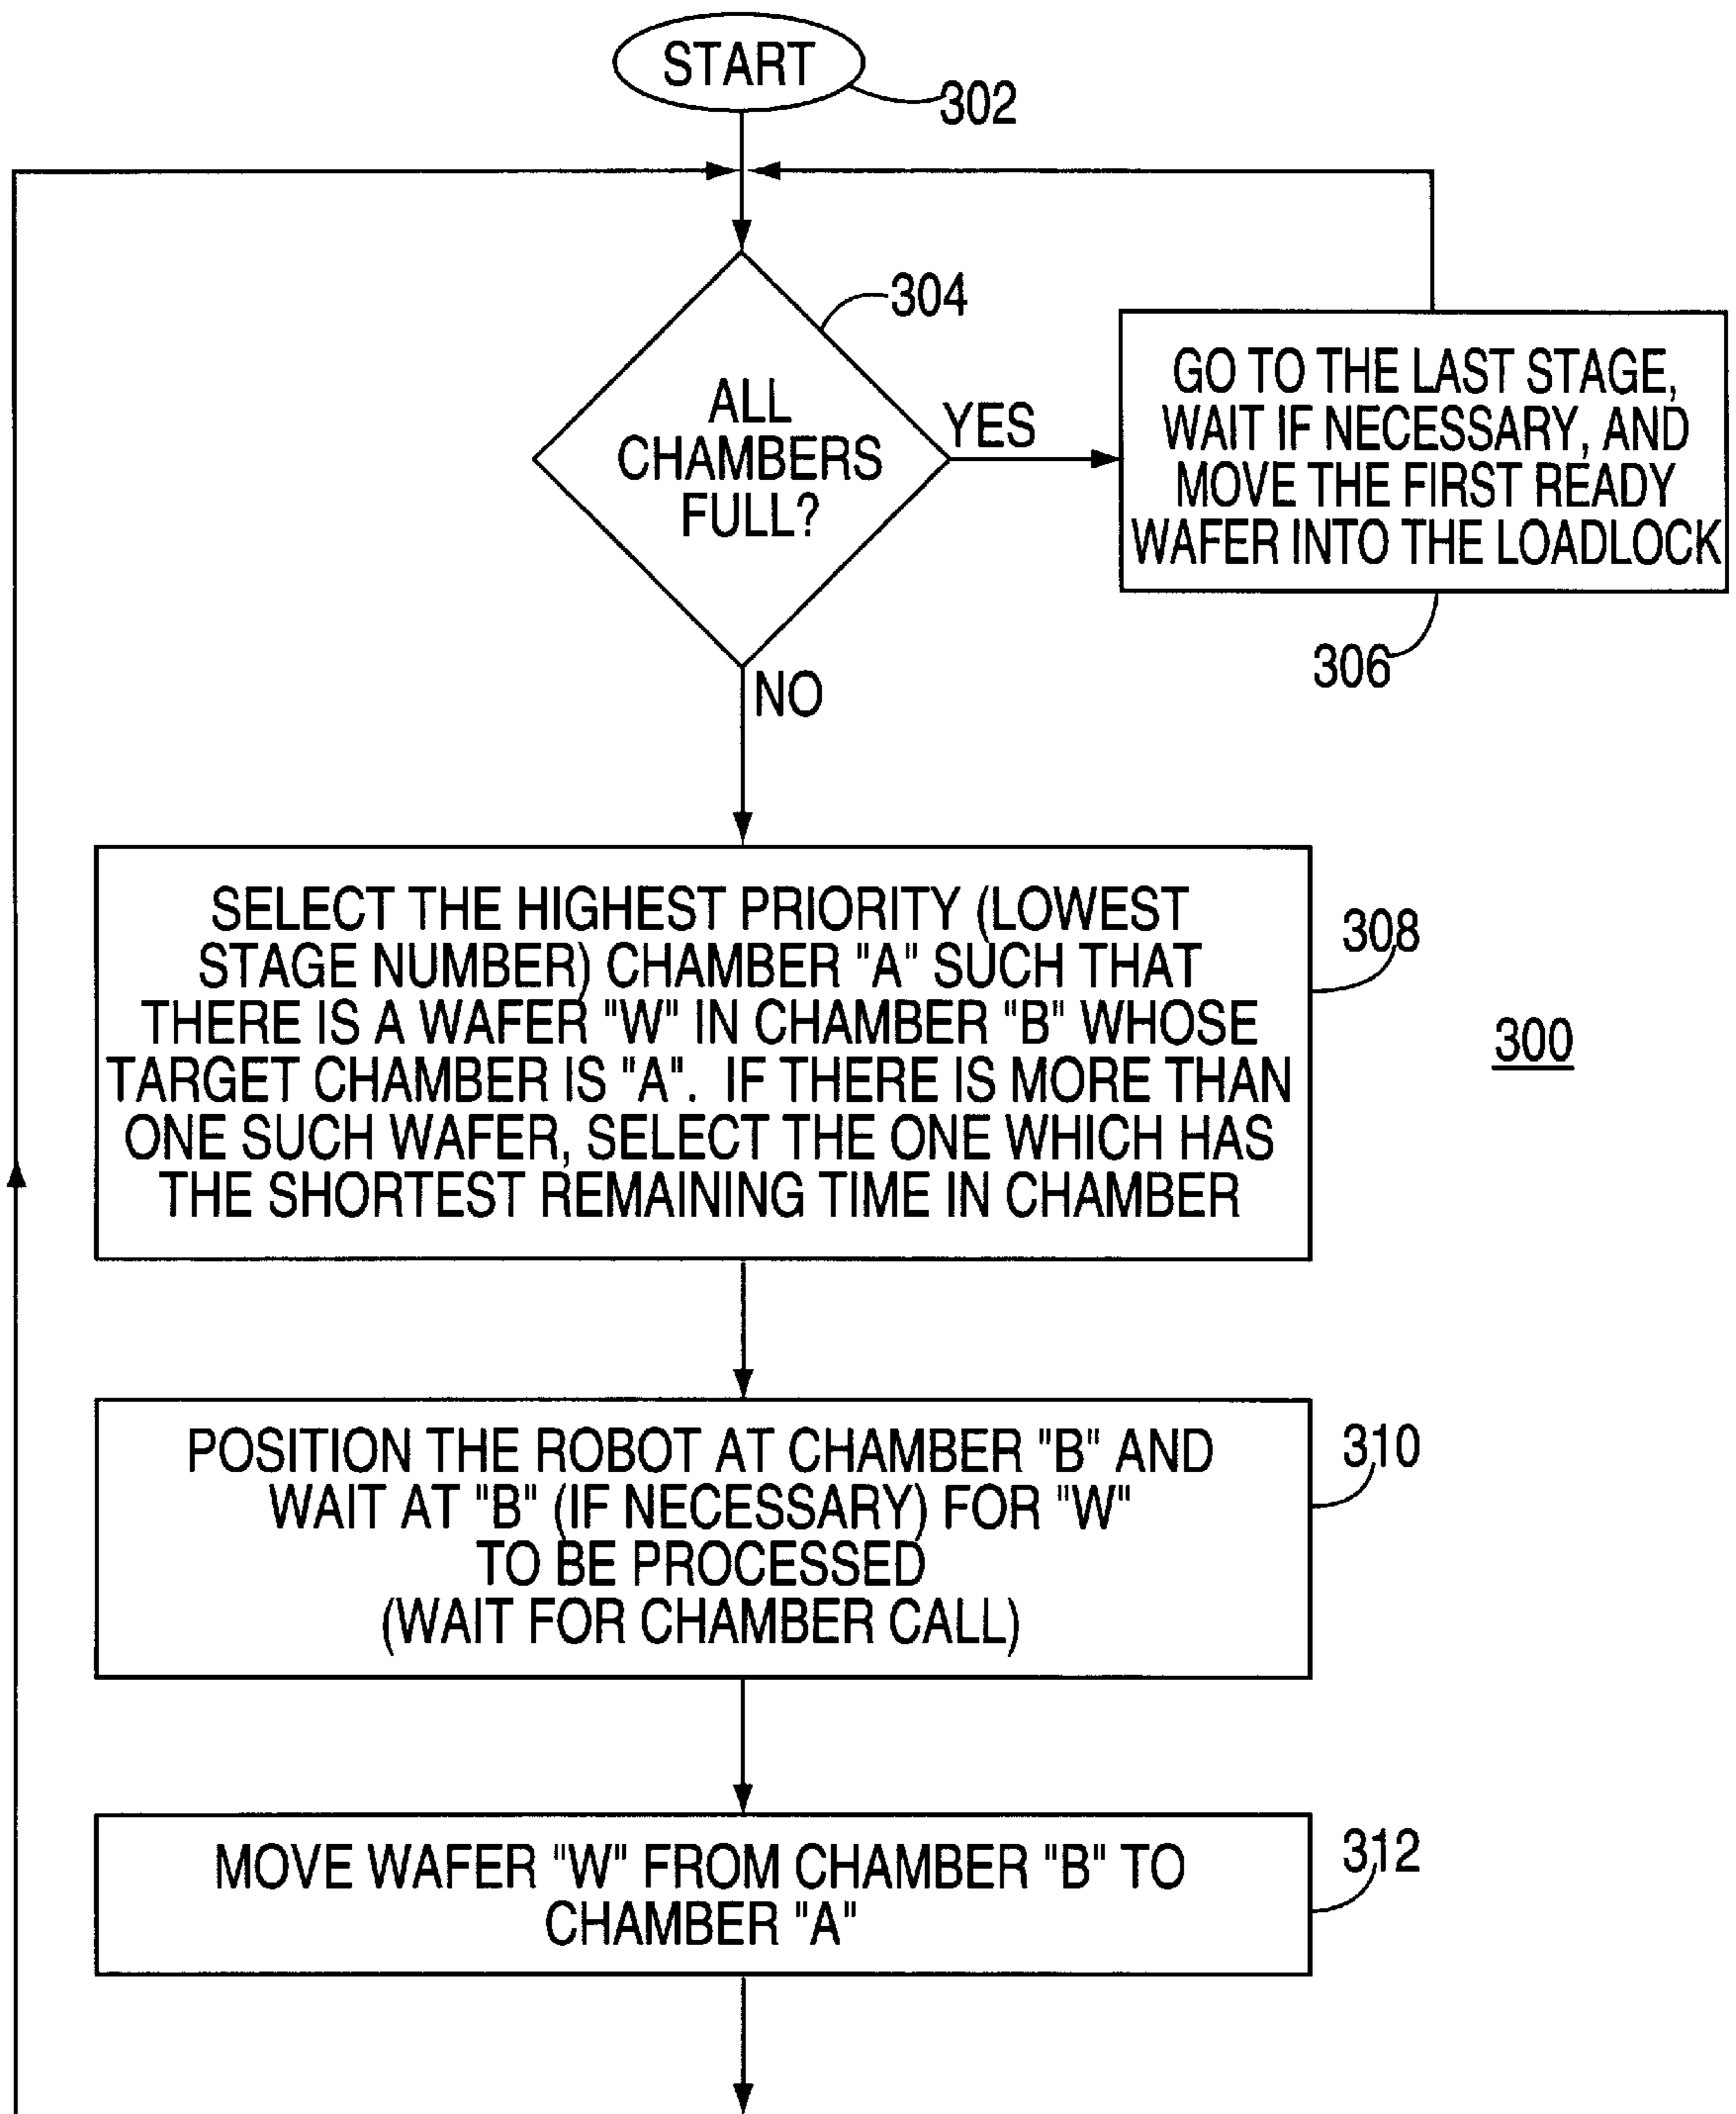 START
302
304
ALL
CHAMBERS
FULL?
YES
GO TO THE LAST STAGE,
WAIT IF NECESSARY, AND
MOVE THE FIRST READY
WAFER INTO THE LOADLOCK
306
NO
SELECT THE HIGHEST PRIORITY (LOWEST
STAGE NUMBER) CHAMBER "A" SUCH THAT
THERE IS A WAFER "W" IN CHAMBER "B" WHOSE
TARGET CHAMBER IS "A". IF THERE IS MORE THAN
ONE SUCH WAFER, SELECT THE ONE WHICH HAS
THE SHORTEST REMAINING TIME IN CHAMBER
308
300
POSITION THE ROBOT AT CHAMBER "B" AND
WAIT AT "B" (IF NECESSARY) FOR "W"
TO BE PROCESSED
(WAIT FOR CHAMBER CALL)
310
MOVE WAFER "W" FROM CHAMBER "B" TO
CHAMBER "A"
312